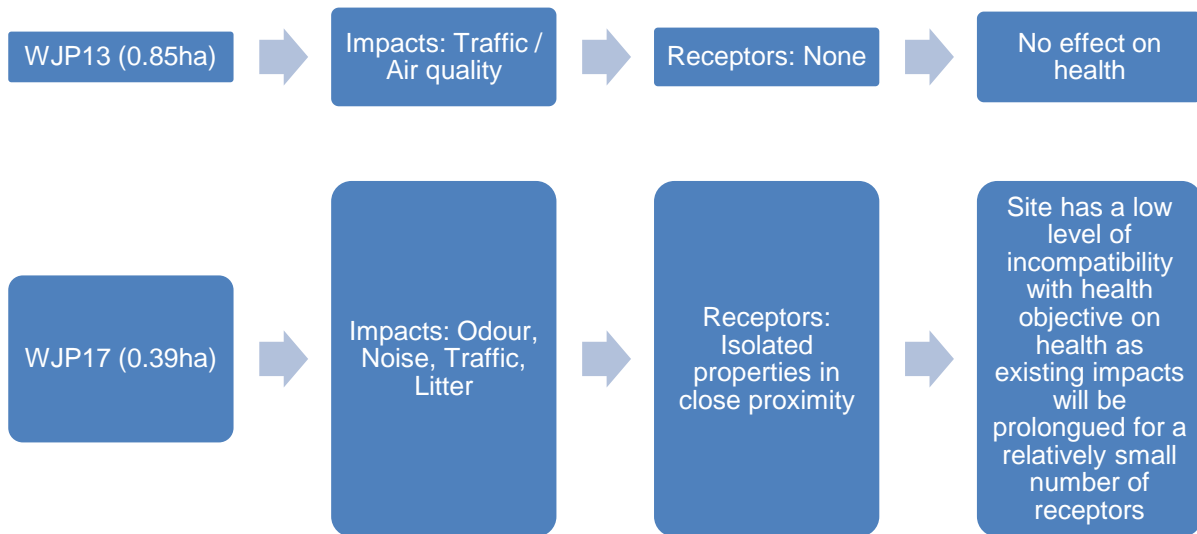 WJP13 (0.85ha)
Impacts: Traffic /
Air quality
Receptors: None
No effect on
health
WJP17 (0.39ha)
Impacts: Odour,
Noise, Traffic,
Litter
Receptors:
Isolated
properties in
close proximity
Site has a low
level of
incompatibility
with health
objective on
health as
existing impacts
will be
prolongued for a
relatively small
number of
receptors